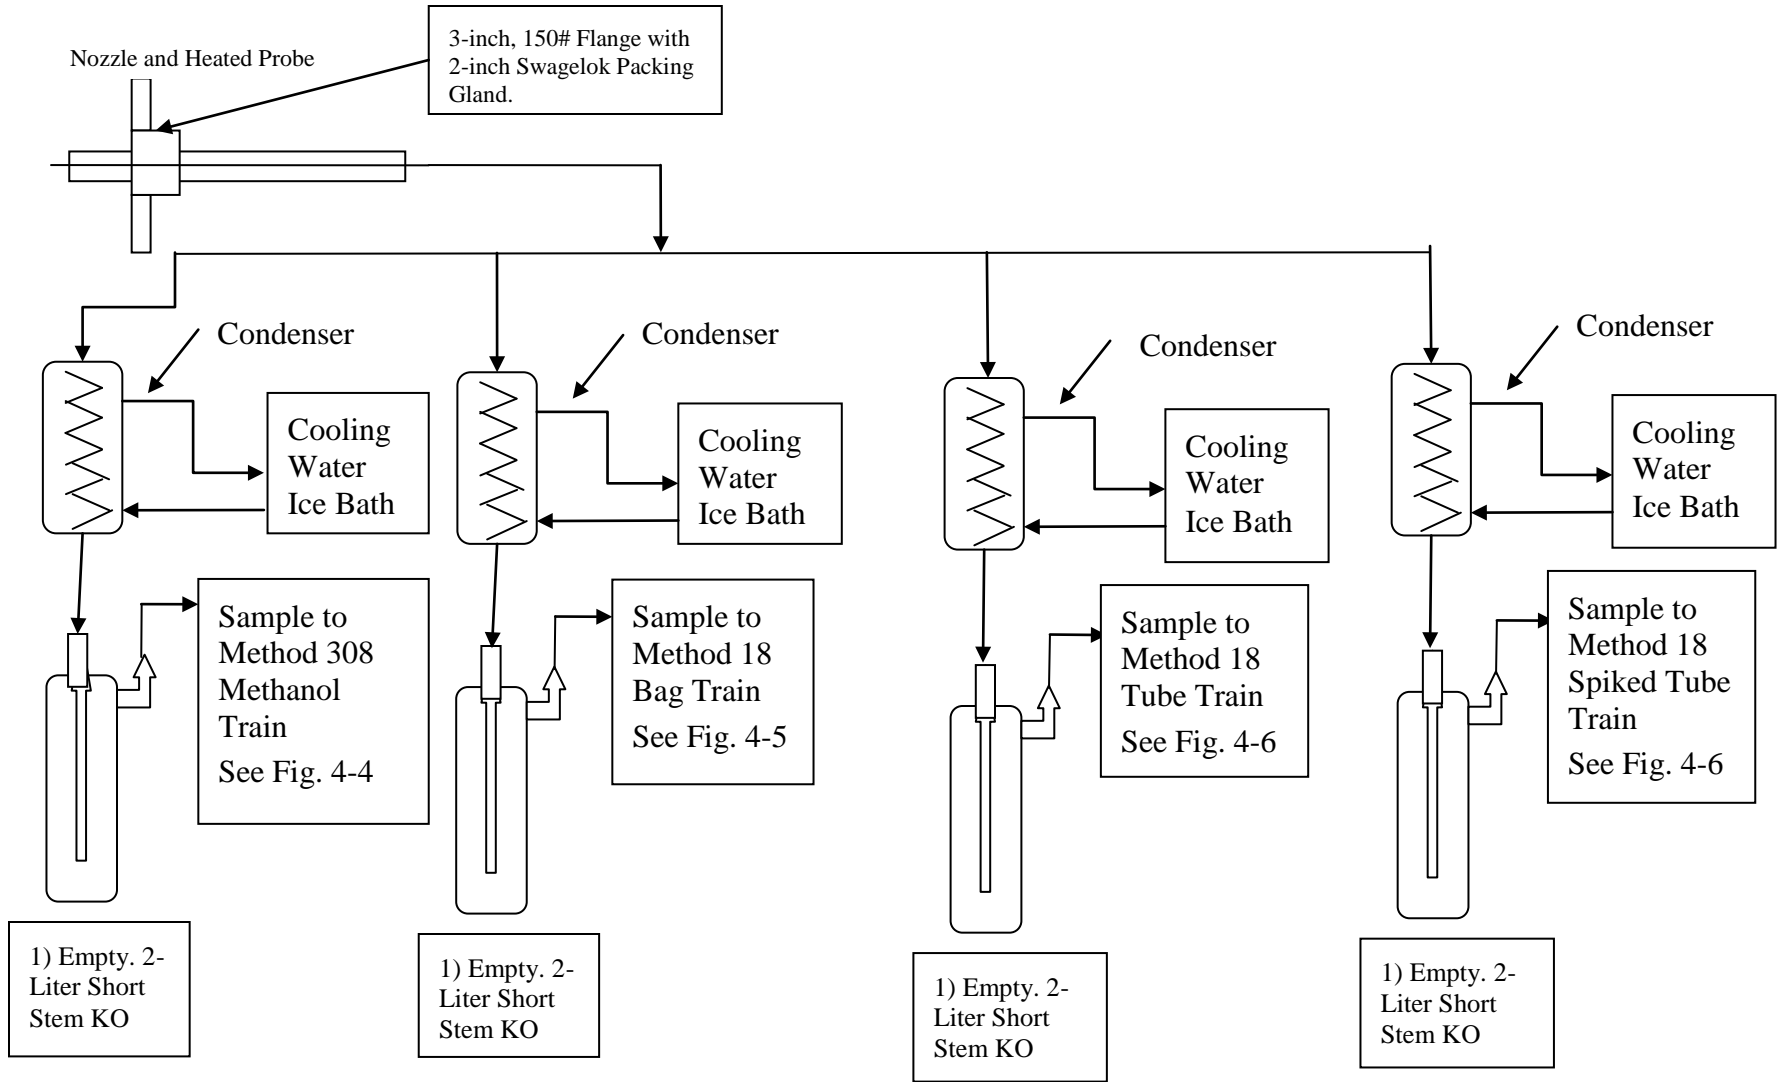 Nozzle and Heated Probe
3-inch, 150# Flange with
2-inch Swagelok Packing
Gland.
Condenser
Condenser
Condenser
Condenser
Cooling
Water
Ice Bath
Cooling
Water
Ice Bath
Cooling
Water
Ice Bath
Cooling
Water
Ice Bath
Sample to
Method 308
Methanol
Train
See Fig. 4-4
Sample to
Method 18
Bag Train
See Fig. 4-5
Sample to
Method 18
Tube Train
See Fig. 4-6
Sample to
Method 18
Spiked Tube
Train
See Fig. 4-6
1) Empty. 2-
Liter Short
Stem KO
1) Empty. 2-
Liter Short
Stem KO
1) Empty. 2-
Liter Short
Stem KO
1) Empty. 2-
Liter Short
Stem KO